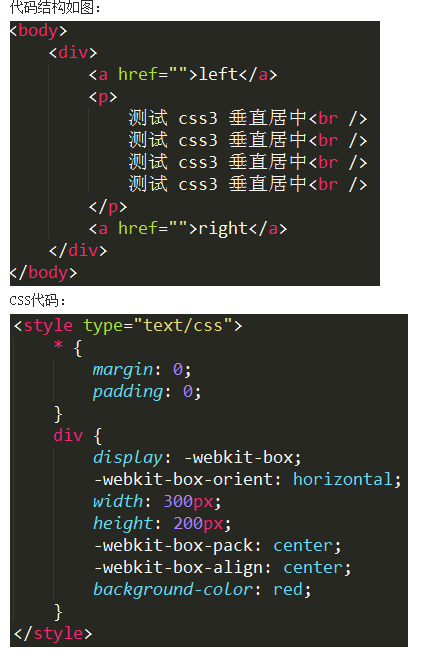 代码结构如图：
<body>
    <div>
        <a href="">left</a>
        <p>
            测试 css3 垂直居中<br />
            测试 css3 垂直居中<br />
            测试 css3 垂直居中<br />
            测试 css3 垂直居中<br />
        </p>
        <a href="">right</a>
    </div>
</body>
CSS代码：
<style type="text/css">
    * {
        margin: 0;
        padding: 0;
    }
    div {
        display: -webkit-box;
        -webkit-box-orient: horizontal;
        width: 300px;
        height: 200px;
        -webkit-box-pack: center;
        -webkit-box-align: center;
        background-color: red;
    }
</style>